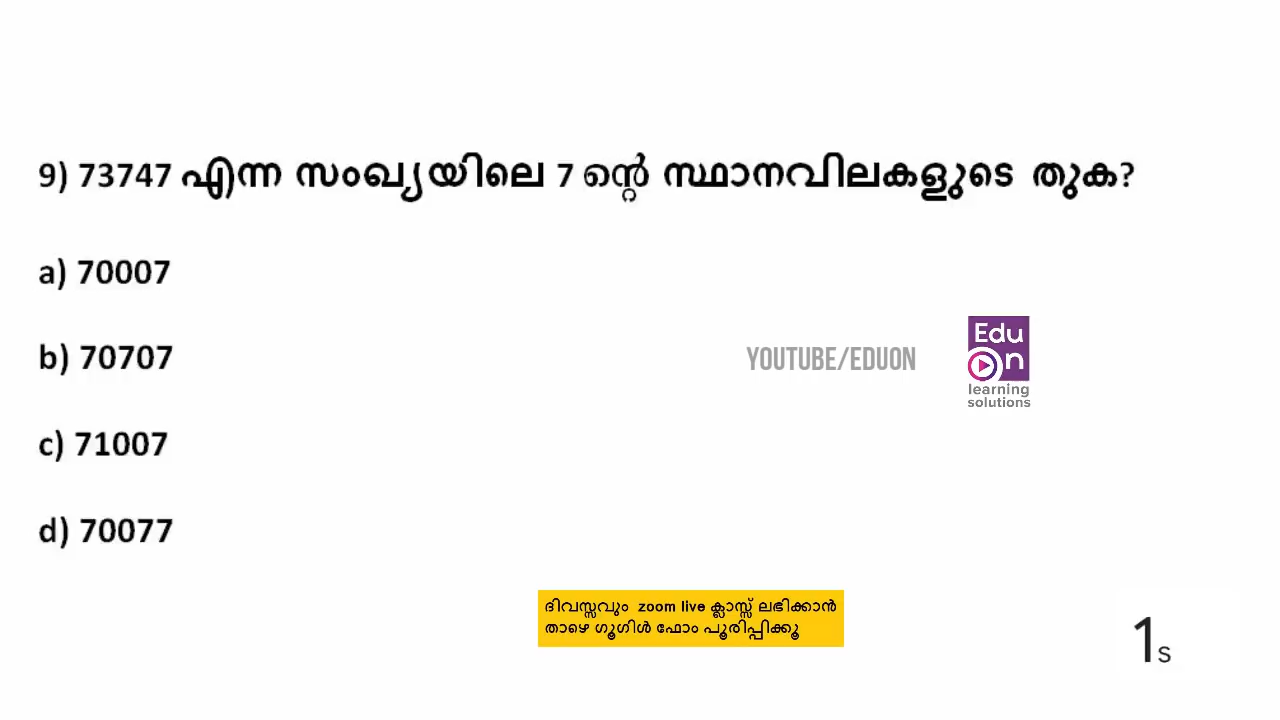 9) 73747 എന്ന സംഖ്യയിലെ 7 ന്റെ സ്ഥാനവിലകളുടെ തുക?
a) 70007
b) 70707
YOUTUBE/EDUON
Edu
On
learning
solutions
c) 71007
d) 70077
ദിവസ്സവും zoom live ക്ലാസ്സ് ലഭിക്കാൻ
താഴെ ഗൂഗിൾ ഫോം പൂരിപ്പിക്കൂ
1s